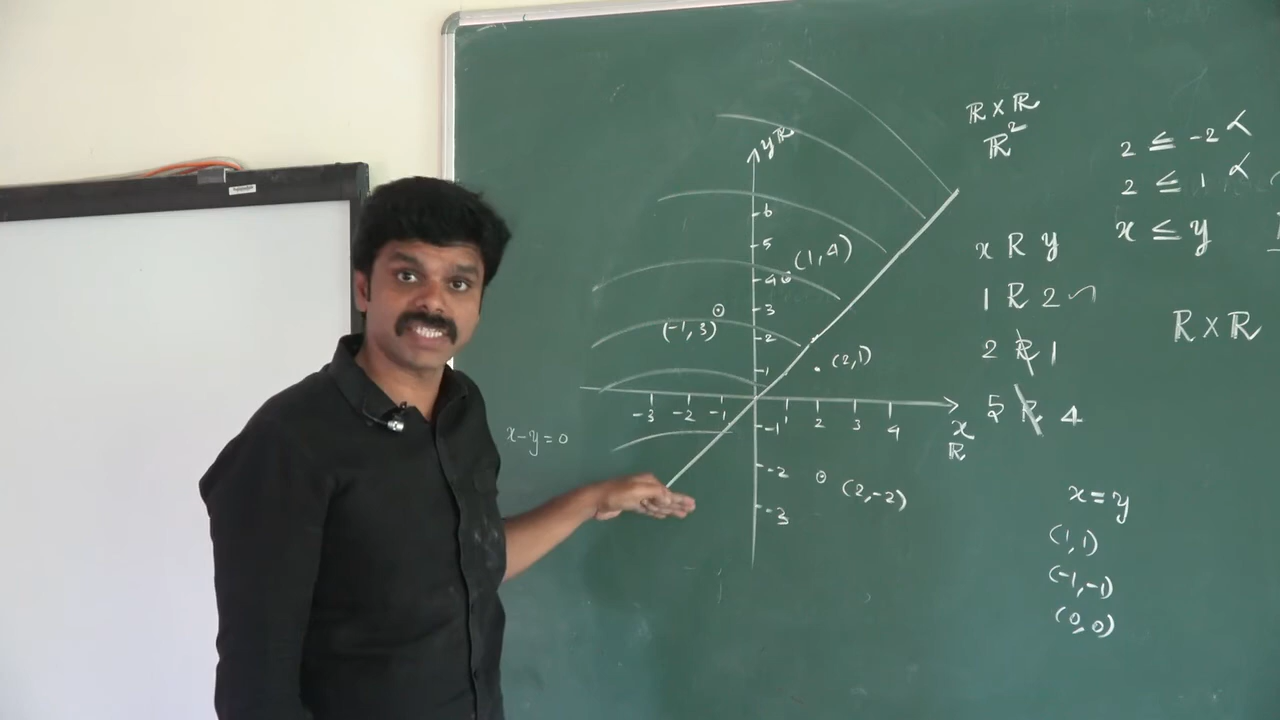 ℝ × ℝ
ℝ²
y ℝ
6
5
4
3
2
1
(1, 4)
(-1, 3)
(2, 1)
-3 -2 -1 1 2 3 4
x
ℝ
-1
-2
-3
(2, -2)
x-y=0
x R y
1 R 2
2 R 1
5 R 4
2 ≤ -2
2 ≤ 1
x ≤ y
ℝ × ℝ
x = y
(1, 1)
(-1, -1)
(0, 0)